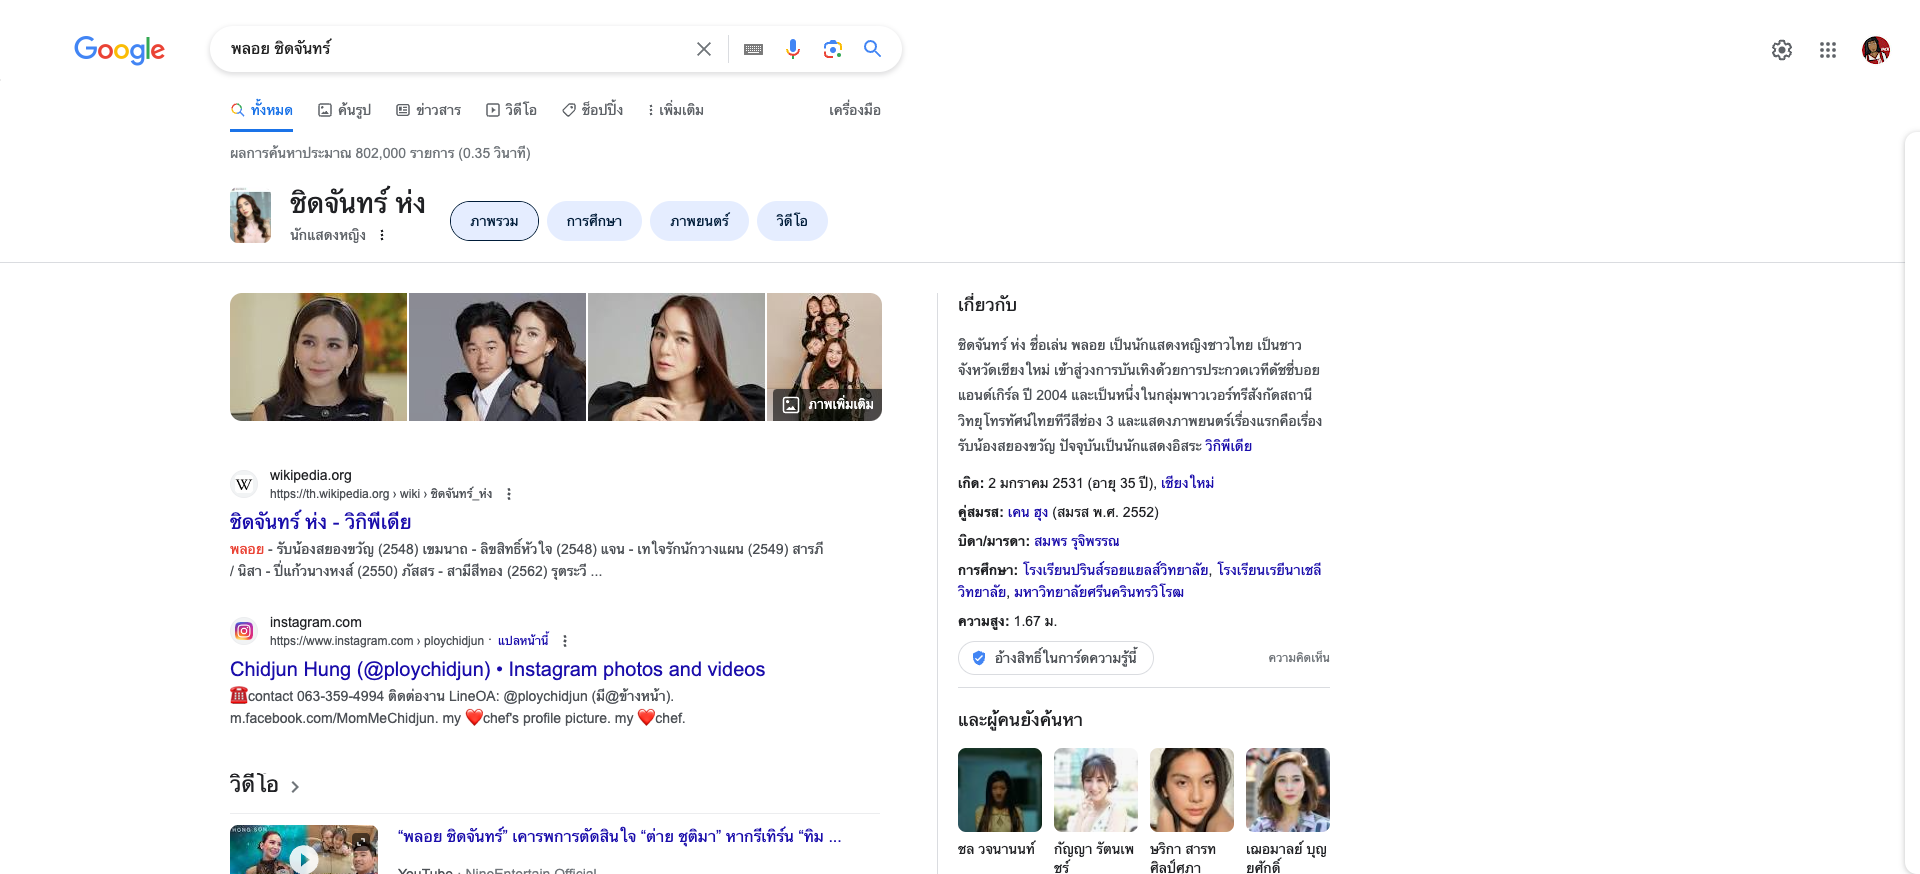 Google
พลอย ชิดจันทร์
ทั้งหมด
ค้นรูป
ข่าวสาร
วิดีโอ
ช็อปปิ้ง
เพิ่มเติม
เครื่องมือ
ผลการค้นหาประมาณ 802,000 รายการ (0.35 วินาที)
ชิดจันทร์ ห่ง
นักแสดงหญิง
ภาพรวม
การศึกษา
ภาพยนตร์
วิดีโอ
ภาพเพิ่มเติม
wikipedia.org
https://th.wikipedia.org › wiki › ชิดจันทร์_ห่ง
ชิดจันทร์ ห่ง - วิกิพีเดีย
พลอย - รับน้องสยองขวัญ (2548) เขมนาถ - ลิขสิทธิ์หัวใจ (2548) แจน - เทใจรักนักวางแผน (2549) สารภี
/ นิสา - ปี่แก้วนางหงส์ (2550) ภัสสร - สามีสีทอง (2562) รุตระวี ...
instagram.com
https://www.instagram.com › ploychidjun · แปลหน้านี้
Chidjun Hung (@ploychidjun) • Instagram photos and videos
☎️contact 063-359-4994 ติดต่องาน LineOA: @ploychidjun (มี@ข้างหน้า).
m.facebook.com/MomMeChidjun. my ❤️chef's profile picture. my ❤️chef.
วิดีโอ
“พลอย ชิดจันทร์” เคารพการตัดสินใจ “ต่าย ชุติมา” หากรีเทิร์น “ทิม ...
YouTube · NineEntertain Official
เกี่ยวกับ
ชิดจันทร์ ห่ง ชื่อเล่น พลอย เป็นนักแสดงหญิงชาวไทย เป็นชาว
จังหวัดเชียงใหม่ เข้าสู่วงการบันเทิงด้วยการประกวดเวทีดัชชี่บอย
แอนด์เกิร์ล ปี 2004 และเป็นหนึ่งในกลุ่มพาวเวอร์ทรีสังกัดสถานี
วิทยุโทรทัศน์ไทยทีวีสีช่อง 3 และแสดงภาพยนตร์เรื่องแรกคือเรื่อง
รับน้องสยองขวัญ ปัจจุบันเป็นนักแสดงอิสระ วิกิพีเดีย
เกิด: 2 มกราคม 2531 (อายุ 35 ปี), เชียงใหม่
คู่สมรส: เคน ฮุง (สมรส พ.ศ. 2552)
บิดา/มารดา: สมพร รุจิพรรณ
การศึกษา: โรงเรียนปรินส์รอยแยลส์วิทยาลัย, โรงเรียนเรยีนาเชลี
วิทยาลัย, มหาวิทยาลัยศรีนครินทรวิโรฒ
ความสูง: 1.67 ม.
อ้างสิทธิ์ในการ์ดความรู้นี้
ความคิดเห็น
และผู้คนยังค้นหา
ชล วจนานนท์
กัญญา รัตนเพ
ชร์
ษริกา สารท
ศิลป์ศุภา
เฌอมาลย์ บุญ
ยศักดิ์